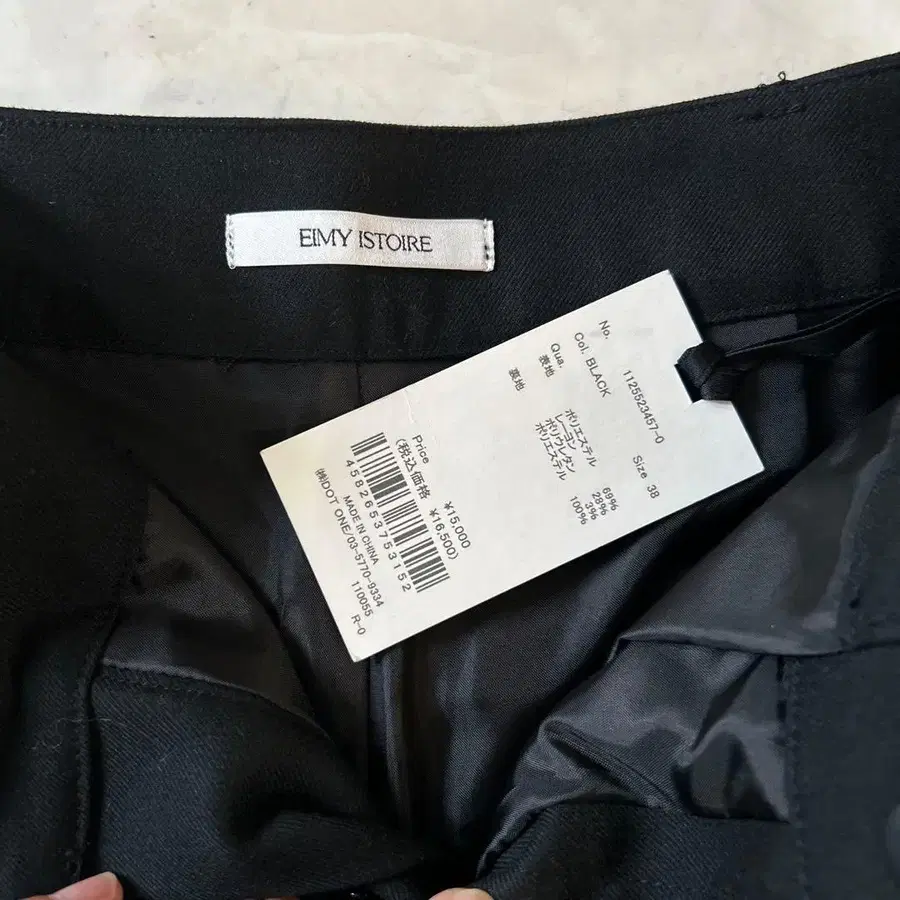 EIMY ISTOIRE
No. 1125523457-0
Col. BLACK Size 38
Qua.
表地 ポリエステル 69%
レーヨン 28%
ポリウレタン 3%
裏地 ポリエステル 100%
Price ¥15,000
(税込価格 ¥16,500)
4582653753152
MADE IN CHINA 110055
㈱DOT ONE/03-5770-9334 R-0